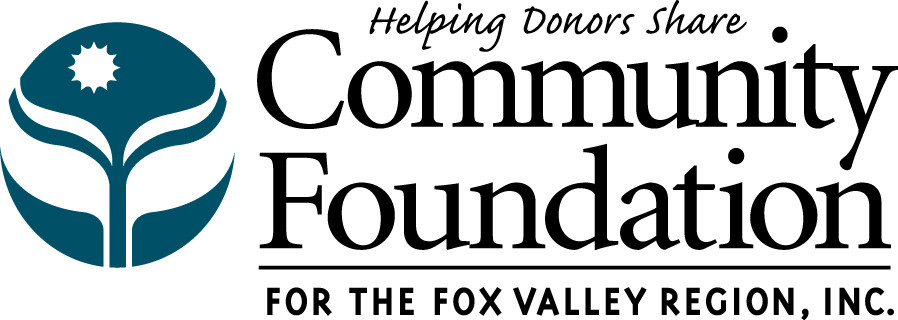 Helping Donors Share
Community
Foundation
FOR THE FOX VALLEY REGION, INC.